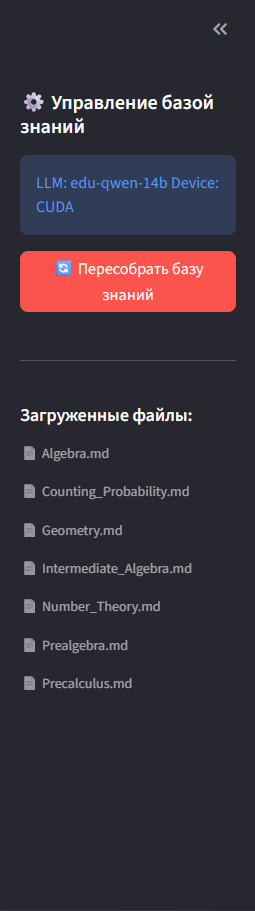 Управление базой
знаний
LLM: edu-qwen-14b Device:
CUDA
Пересобрать базу
знаний
Загруженные файлы:
Algebra.md
Counting_Probability.md
Geometry.md
Intermediate_Algebra.md
Number_Theory.md
Prealgebra.md
Precalculus.md